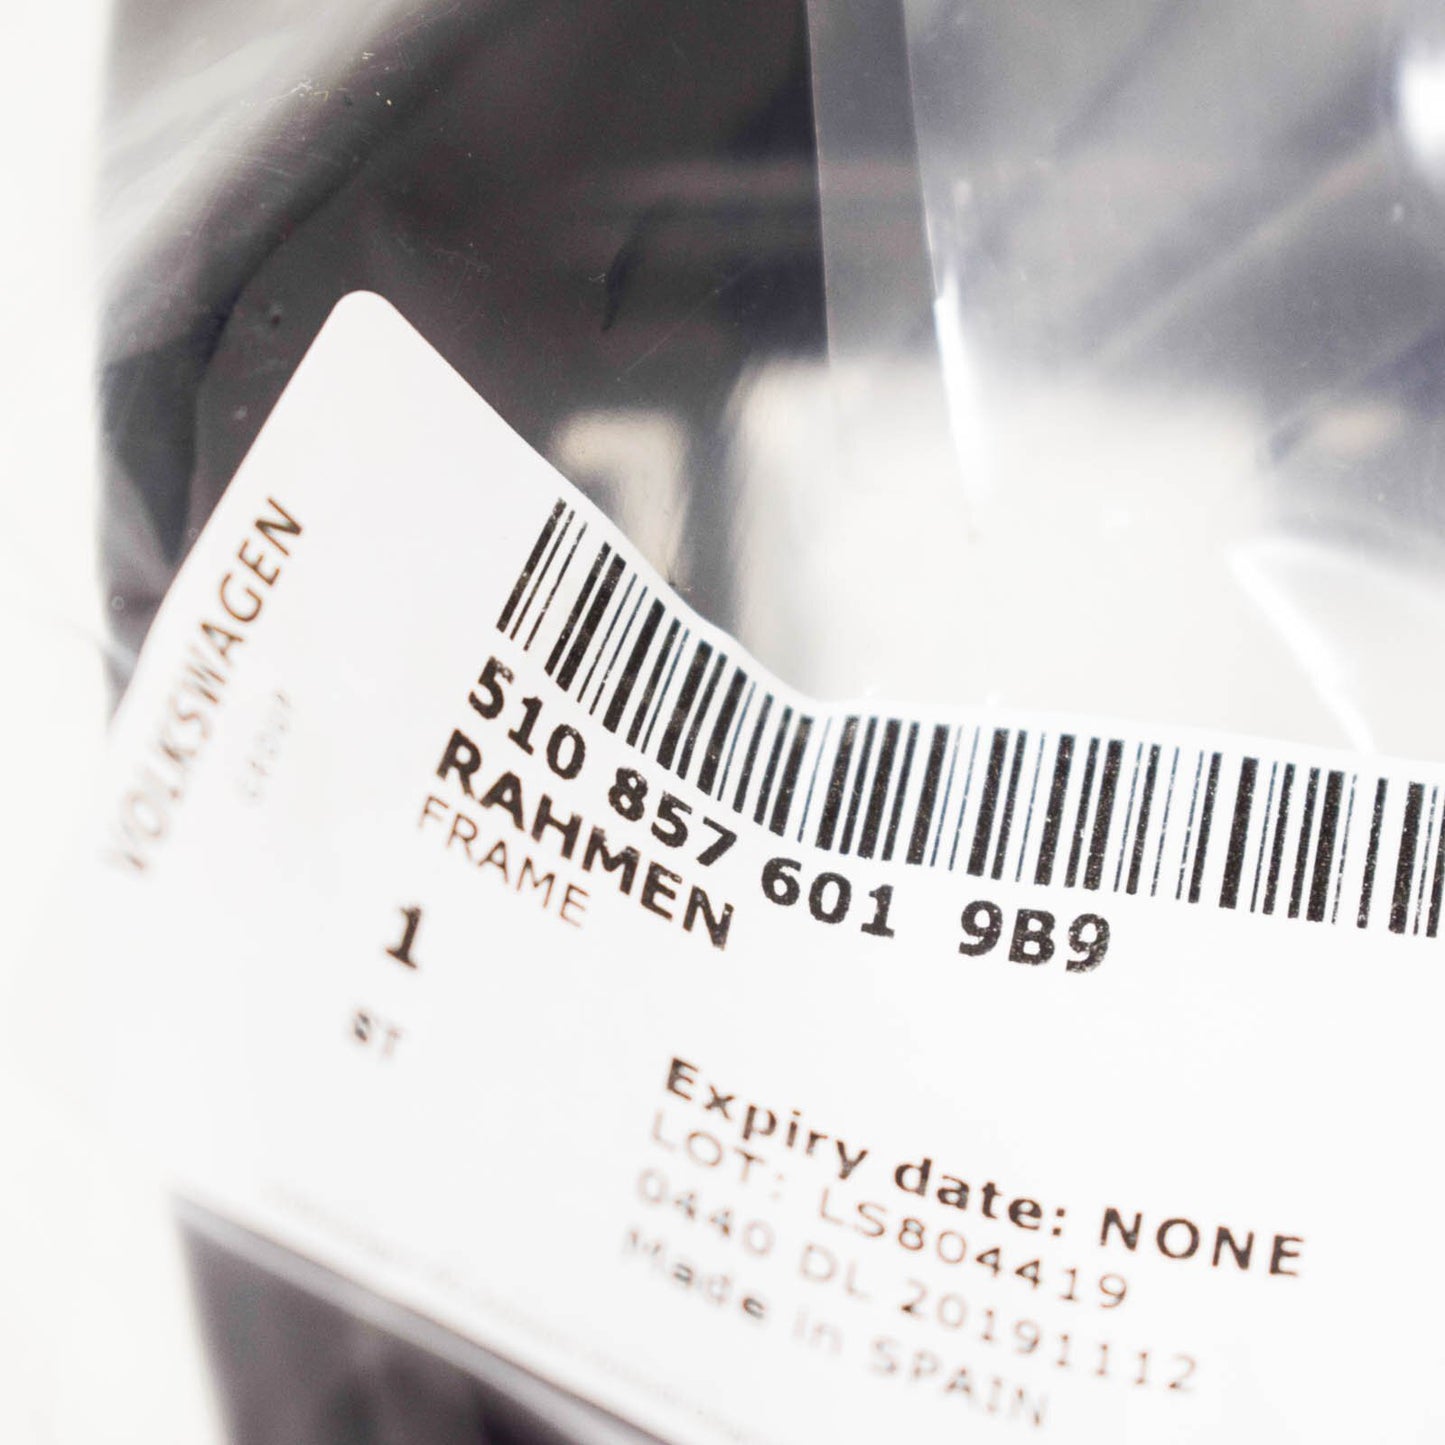 VOLKSWAGEN
GROUP
510 857 601 9B9
RAHMEN
FRAME
1
ST
Expiry date: NONE
LOT: LS804419
0440 DL 20191112
Made in SPAIN